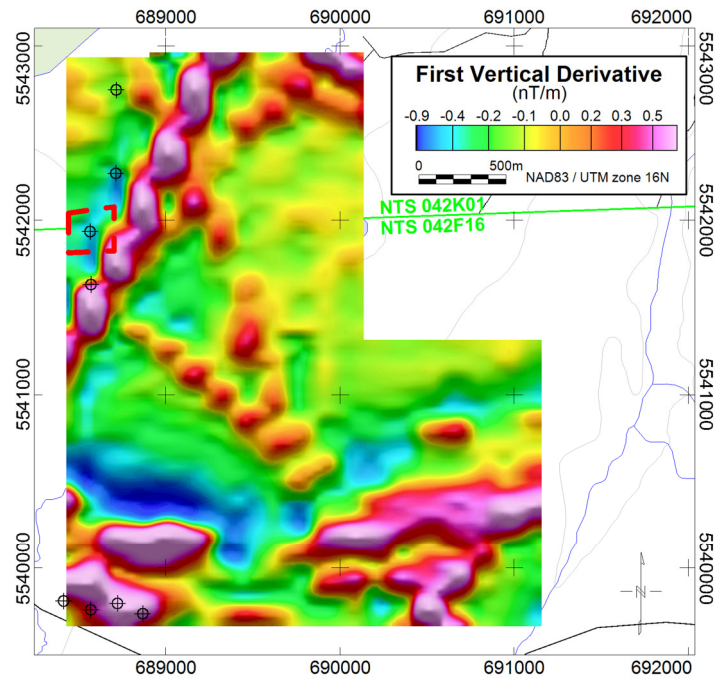 689000 690000 691000 692000
5543000 5543000
First Vertical Derivative
(nT/m)
-0.9 -0.4 -0.2 -0.1 0.0 0.2 0.3 0.5
0 500m
NAD83 / UTM zone 16N
NTS 042K01
NTS 042F16
5542000 5542000
5541000 5541000
5540000 5540000
N
689000 690000 691000 692000